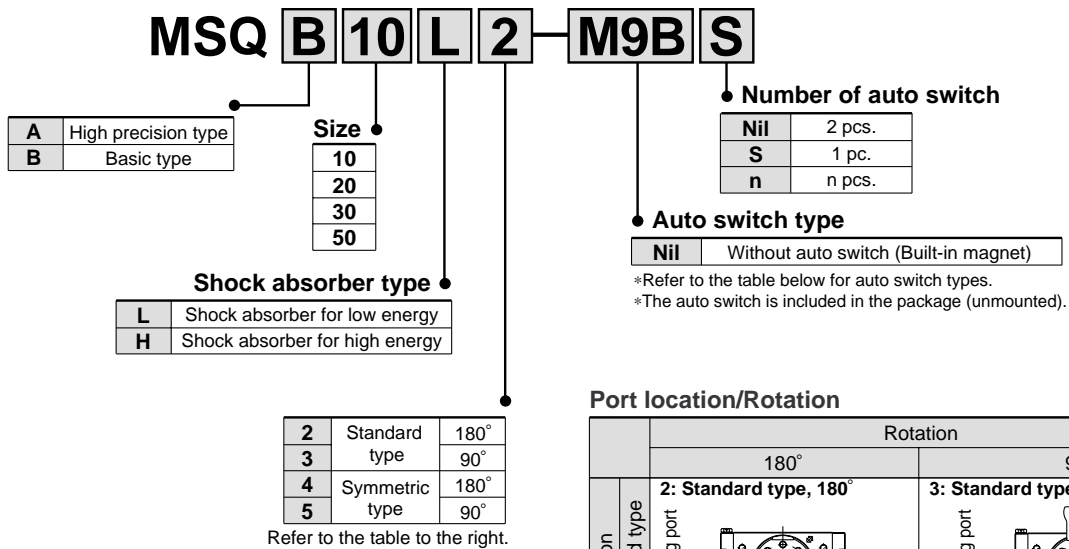 MSQ B 10 L 2 - M9B S
A High precision type
B Basic type
Size
10
20
30
50
Shock absorber type
L Shock absorber for low energy
H Shock absorber for high energy
2 Standard type 180°
3 90°
4 Symmetric type 180°
5 90°
Refer to the table to the right.
Number of auto switch
Nil 2 pcs.
S 1 pc.
n n pcs.
Auto switch type
Nil Without auto switch (Built-in magnet)
*Refer to the table below for auto switch types.
*The auto switch is included in the package (unmounted).
Port location/Rotation
Rotation
180°
2: Standard type, 180°
3: Standard type
type
port
port